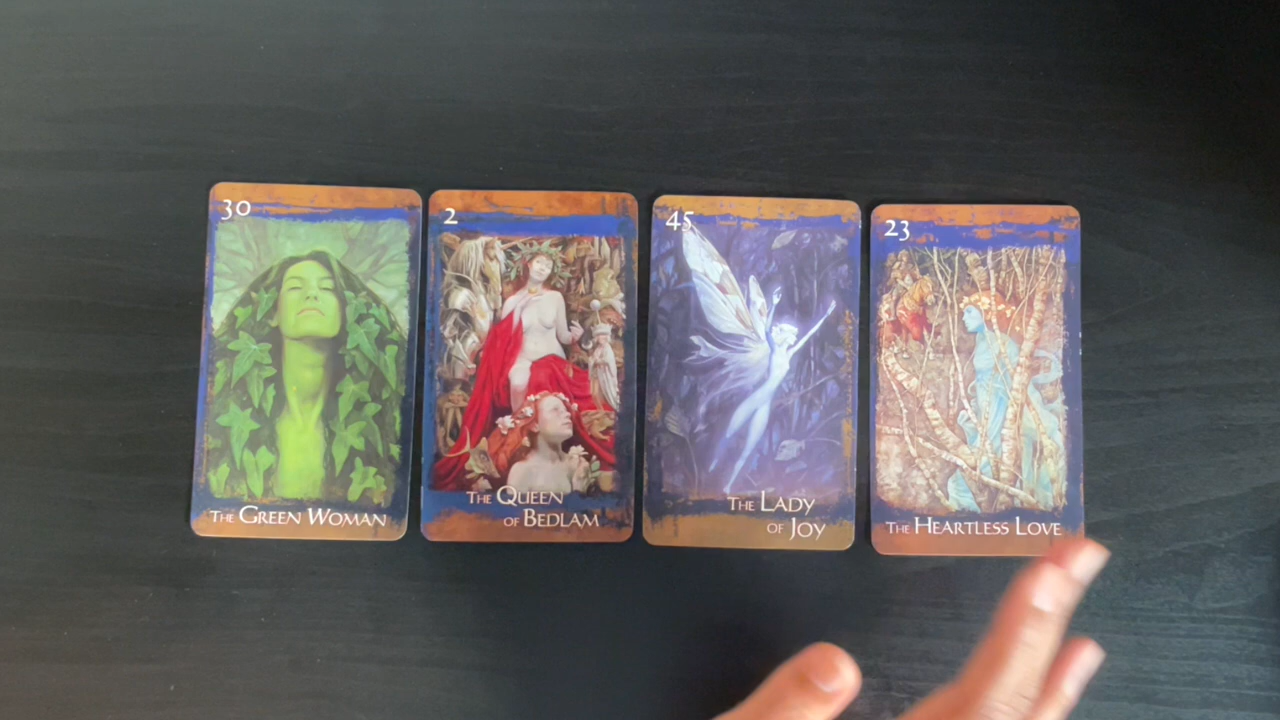 30
The Green Woman
2
The Queen
of Bedlam
45
The Lady
of Joy
23
The Heartless Love